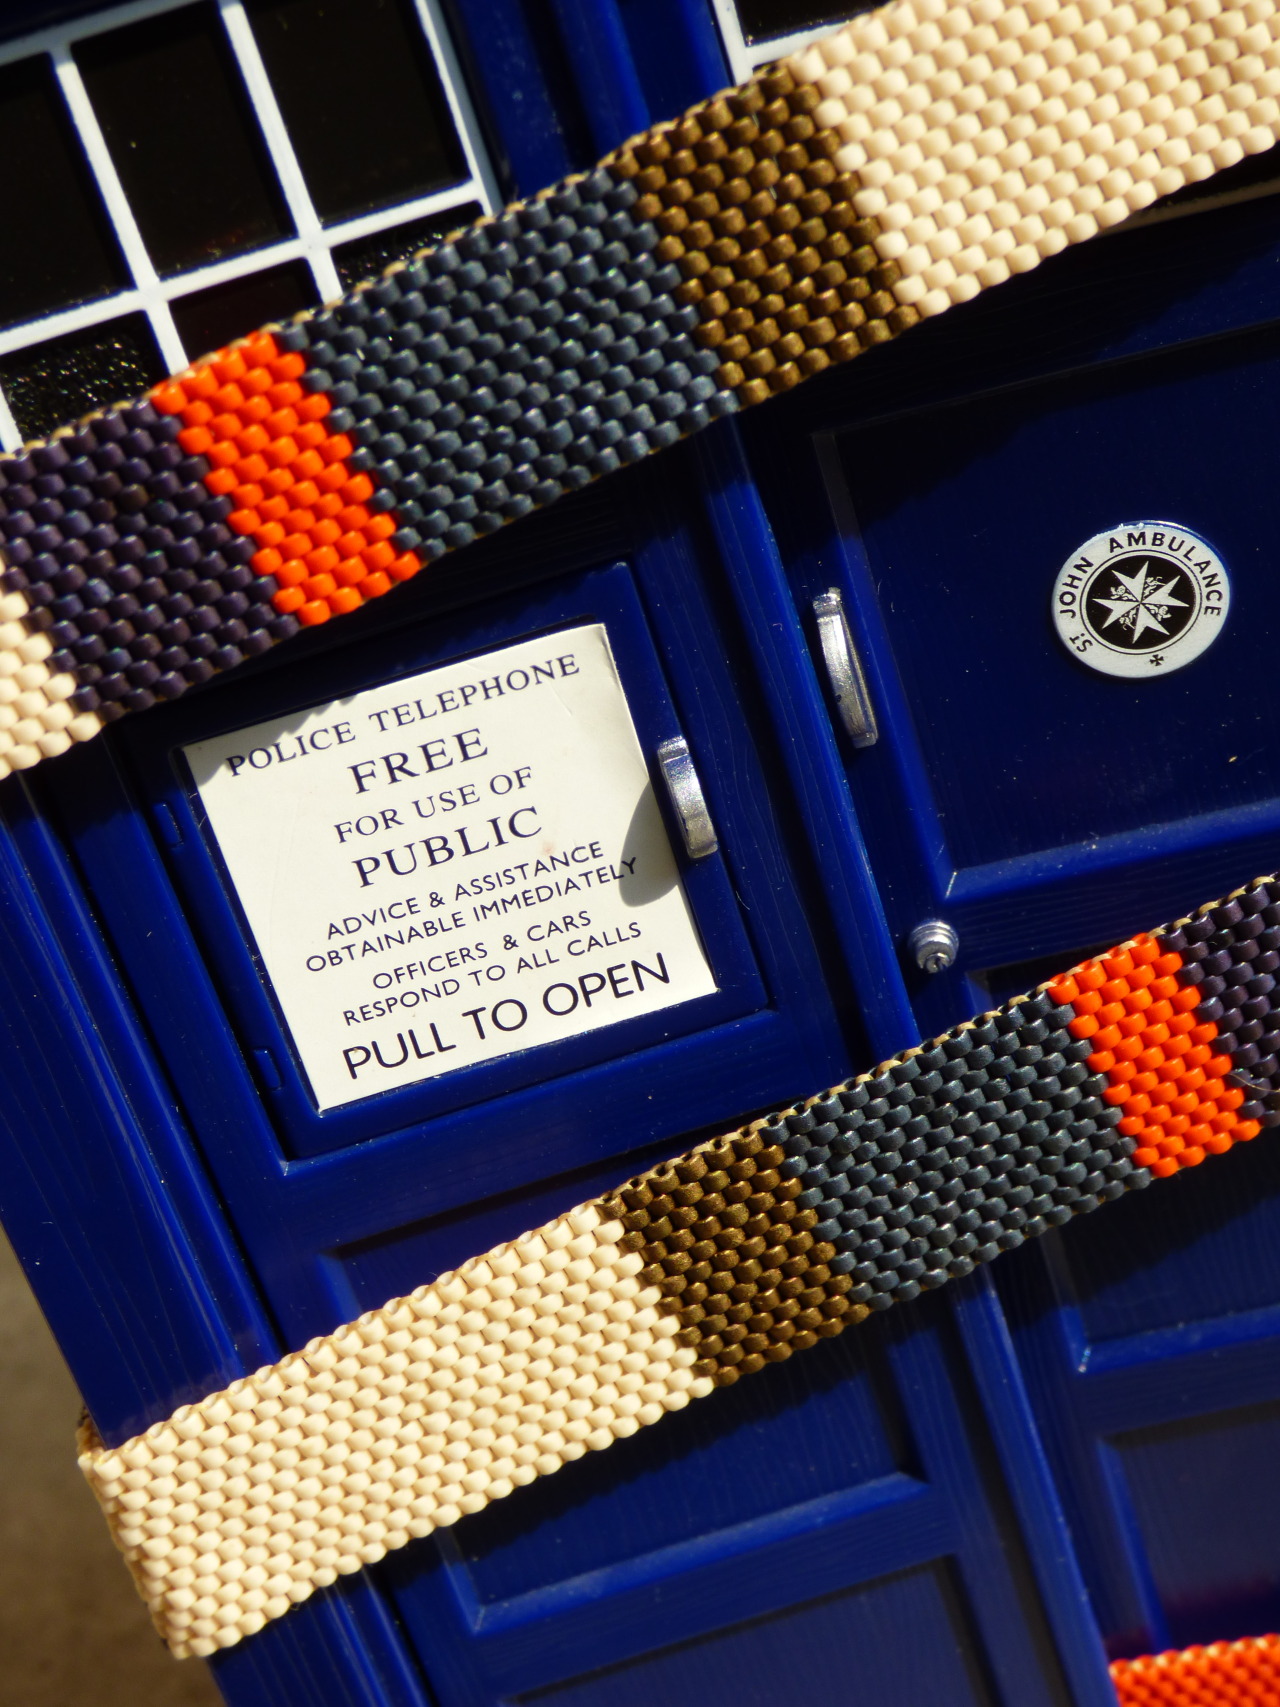 POLICE TELEPHONE
FREE
FOR USE OF
PUBLIC
ADVICE & ASSISTANCE
OBTAINABLE IMMEDIATELY
OFFICERS & CARS
RESPOND TO ALL CALLS
PULL TO OPEN
ST. JOHN AMBULANCE